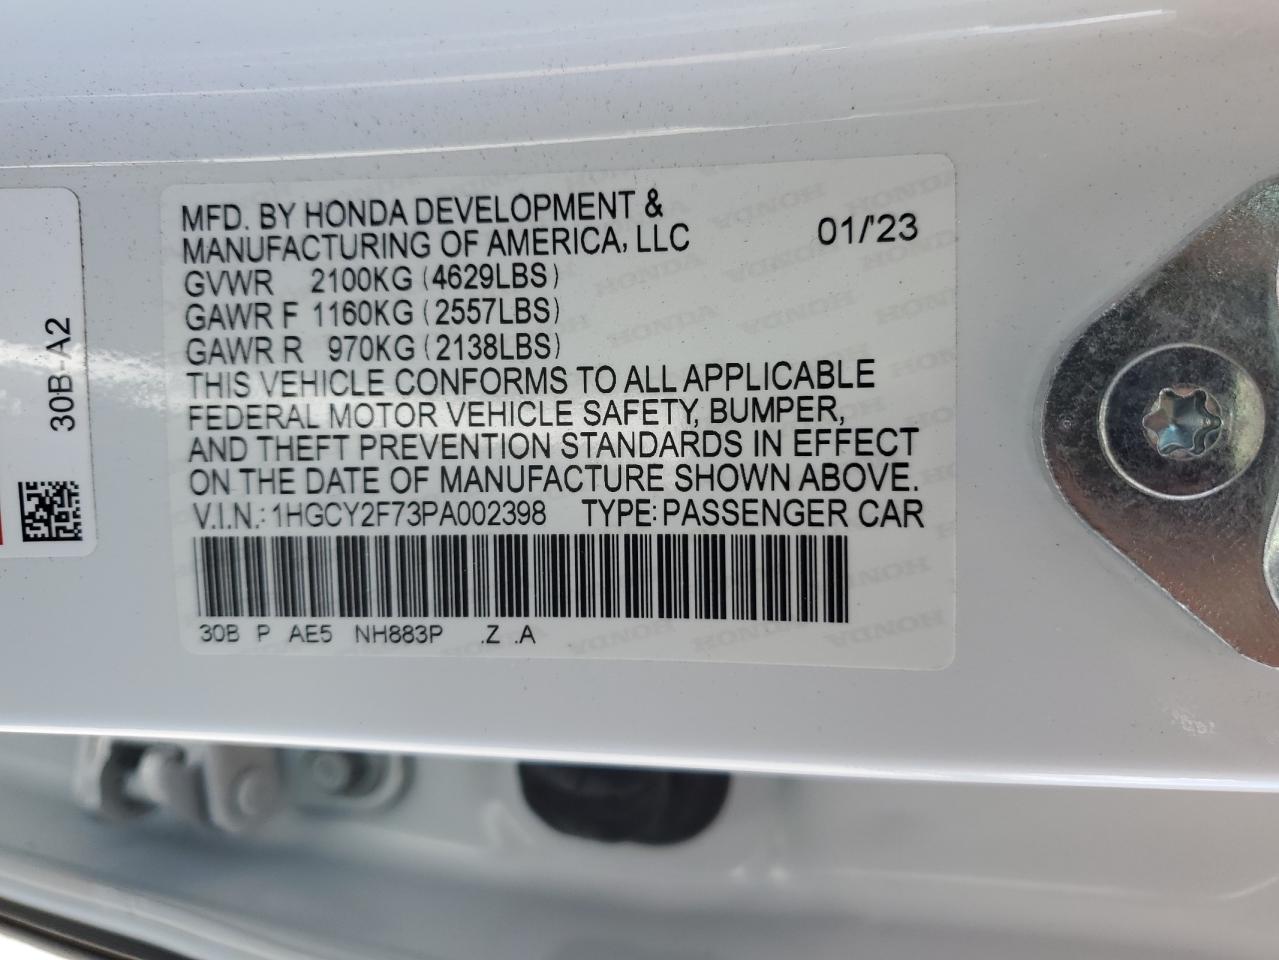 MFD. BY HONDA DEVELOPMENT &
MANUFACTURING OF AMERICA, LLC 01/'23
GVWR 2100KG (4629LBS)
GAWR F 1160KG (2557LBS)
GAWR R 970KG (2138LBS)
THIS VEHICLE CONFORMS TO ALL APPLICABLE
FEDERAL MOTOR VEHICLE SAFETY, BUMPER,
AND THEFT PREVENTION STANDARDS IN EFFECT
ON THE DATE OF MANUFACTURE SHOWN ABOVE.
V.I.N.: 1HGCY2F73PA002398 TYPE: PASSENGER CAR
30B P AE5 NH883P .Z .A
30B-A2
HONDA